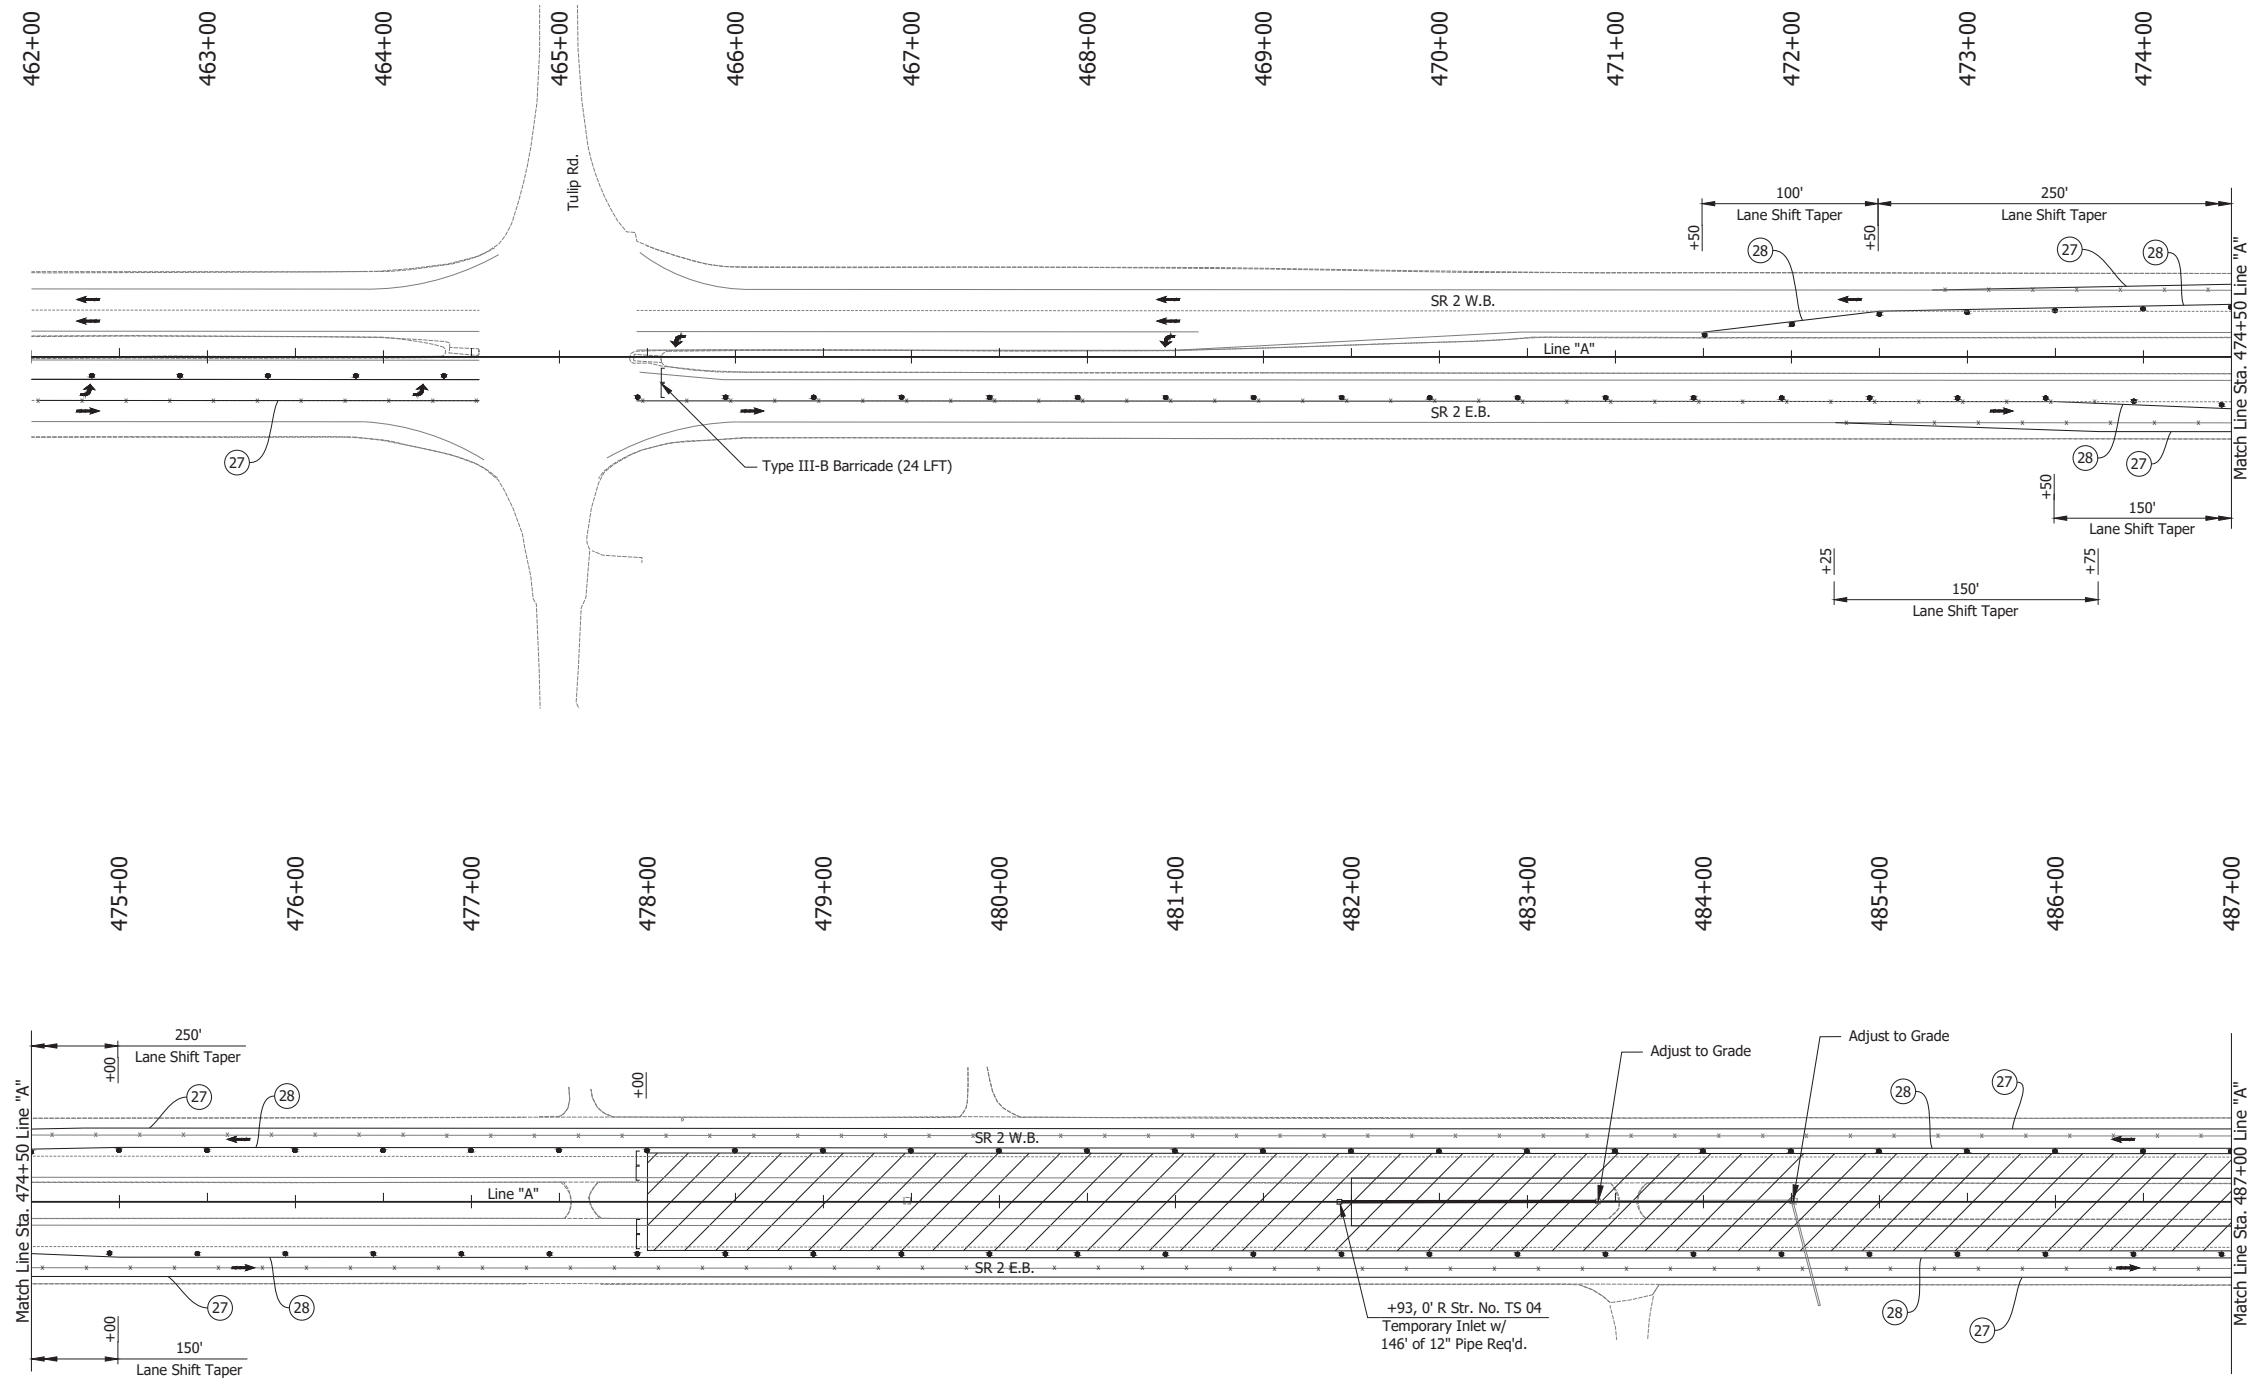 462+00
463+00
464+00
465+00
466+00
467+00
468+00
469+00
470+00
471+00
472+00
473+00
474+00
Tulip Rd.
100'
Lane Shift Taper
250'
Lane Shift Taper
+50
+50
28
27
28
SR 2 W.B.
Line "A"
SR 2 E.B.
27
Type III-B Barricade (24 LFT)
28
27
Match Line Sta. 474+50 Line "A"
+50
150'
Lane Shift Taper
+25
+75
150'
Lane Shift Taper
475+00
476+00
477+00
478+00
479+00
480+00
481+00
482+00
483+00
484+00
485+00
486+00
487+00
250'
Lane Shift Taper
+00
+00
Adjust to Grade
Adjust to Grade
27
28
28
27
SR 2 W.B.
Line "A"
SR 2 E.B.
Match Line Sta. 474+50 Line "A"
Match Line Sta. 487+00 Line "A"
27
28
28
27
+93, 0' R Str. No. TS 04
Temporary Inlet w/
146' of 12" Pipe Req'd.
+00
150'
Lane Shift Taper